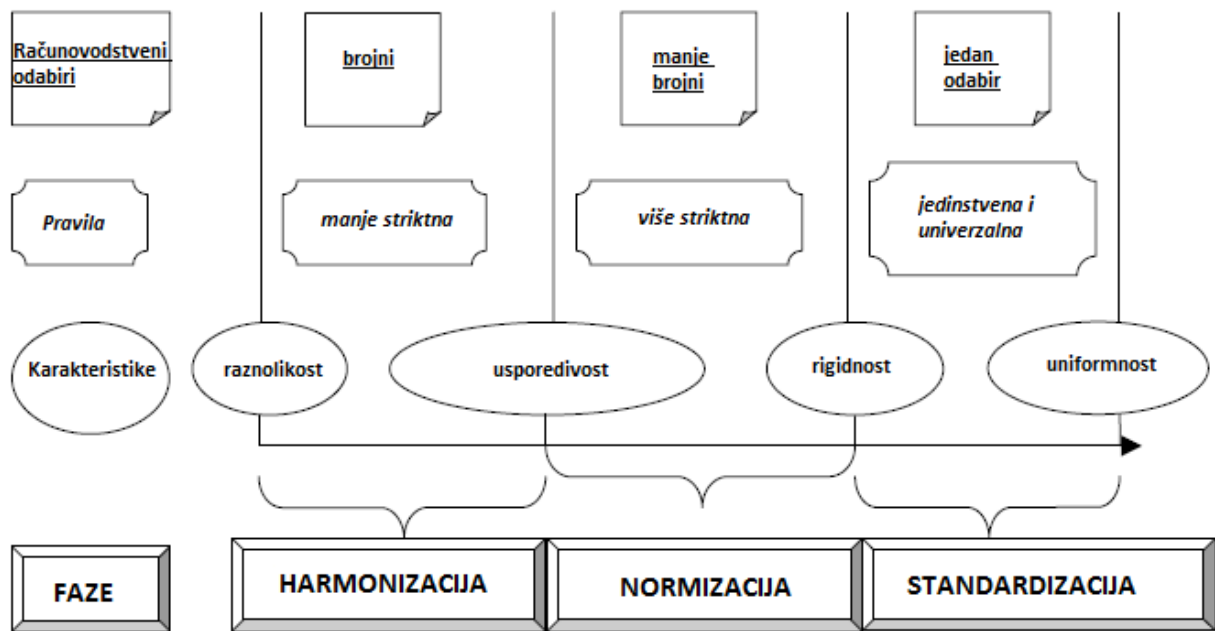 Računovodstveni
odabiri
brojni
manje
brojni
jedan
odabir
Pravila
manje striktna
više striktna
jedinstvena i
univerzalna
Karakteristike
raznolikost
usporedivost
rigidnost
uniformnost
FAZE
HARMONIZACIJA
NORMIZACIJA
STANDARDIZACIJA